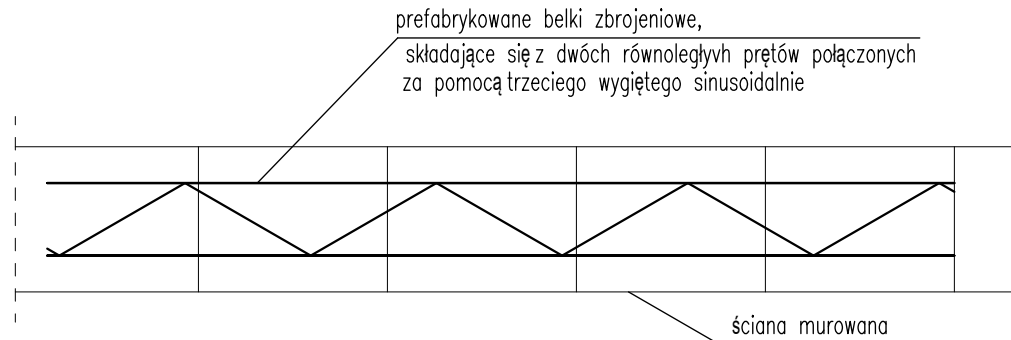 prefabrykowane belki zbrojeniowe,
składające się z dwóch równoległyvh prętów połączonych
za pomocą trzeciego wygiętego sinusoidalnie
ściana murowana